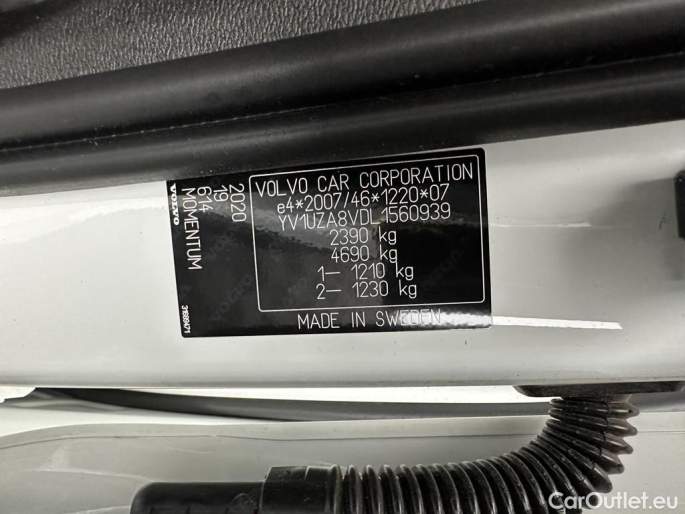 VOLVO CAR CORPORATION
e4*2007/46*1220*07
YV1UZA8VDL1560939
2390 kg
4690 kg
1— 1210 kg
2— 1230 kg
MADE IN SWEDEN
2020
19
614
MOMENTUM
VOLVO
31689471
CarOutlet.eu